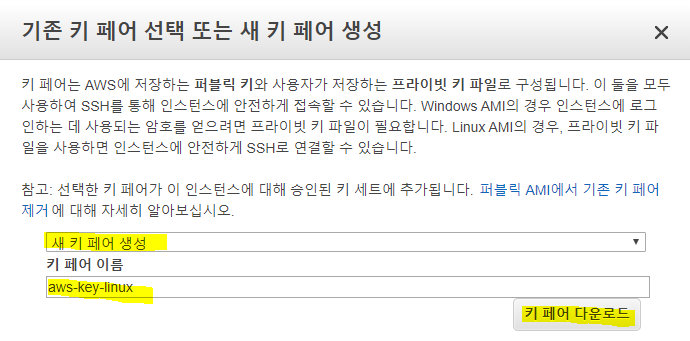 기존 키 페어 선택 또는 새 키 페어 생성
키 페어는 AWS에 저장하는 퍼블릭 키와 사용자가 저장하는 프라이빗 키 파일로 구성됩니다. 이 둘을 모두
사용하여 SSH를 통해 인스턴스에 안전하게 접속할 수 있습니다. Windows AMI의 경우 인스턴스에 로그
인하는 데 사용되는 암호를 얻으려면 프라이빗 키 파일이 필요합니다. Linux AMI의 경우, 프라이빗 키 파
일을 사용하면 인스턴스에 안전하게 SSH로 연결할 수 있습니다.
참고: 선택한 키 페어가 이 인스턴스에 대해 승인된 키 세트에 추가됩니다. 퍼블릭 AMI에서 기존 키 페어
제거 에 대해 자세히 알아보십시오.
새 키 페어 생성
키 페어 이름
aws-key-linux
키 페어 다운로드